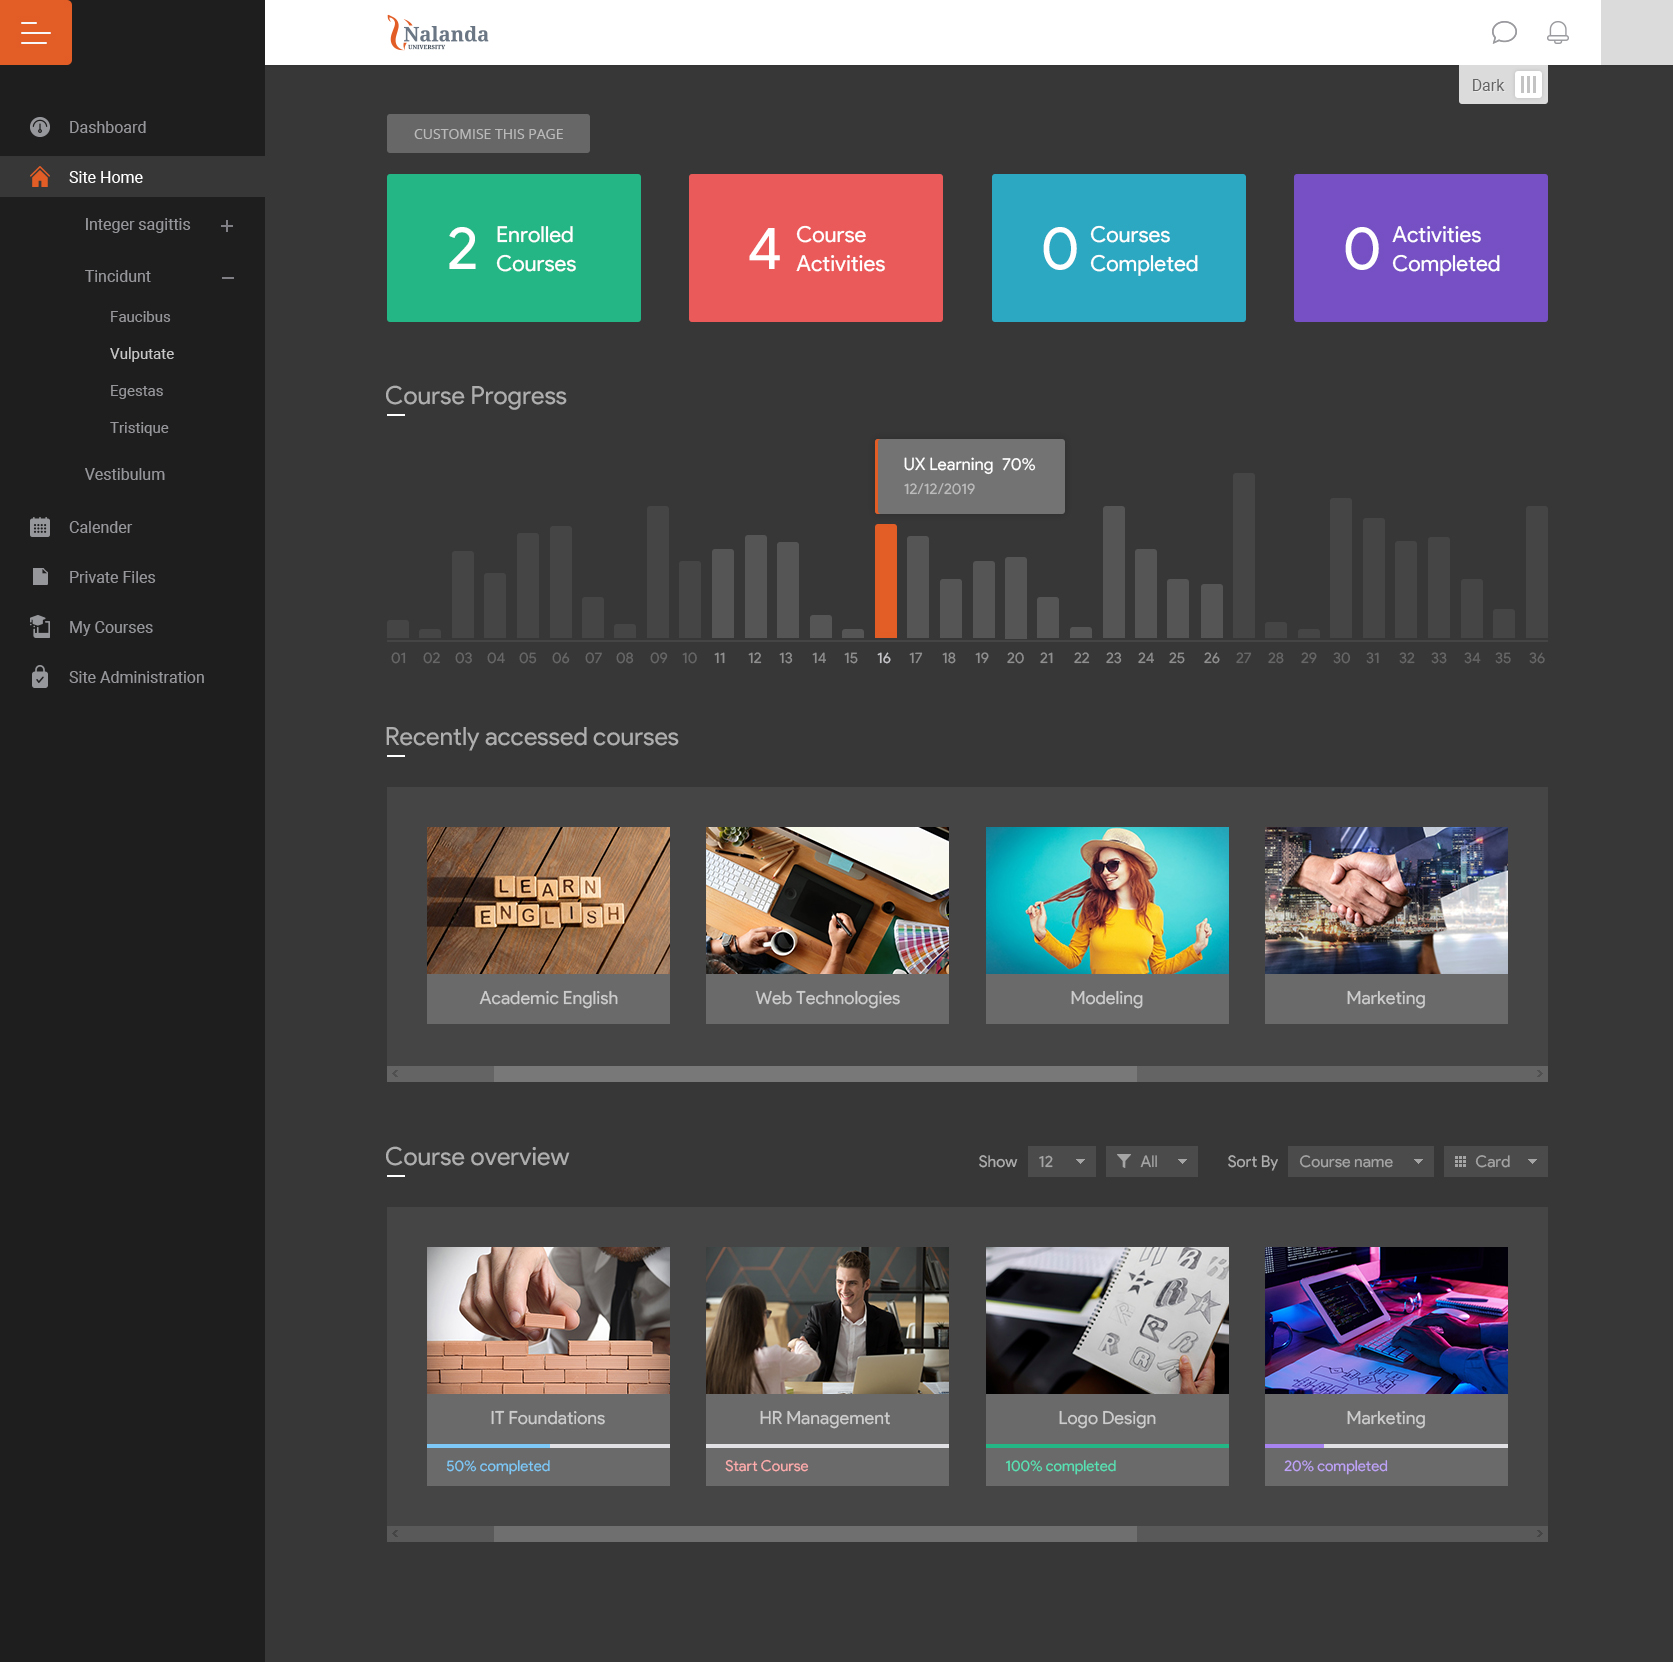 Nalanda
UNIVERSITY
Dark
Dashboard
Site Home
Integer sagittis
Tincidunt
Faucibus
Vulputate
Egestas
Tristique
Vestibulum
Calender
Private Files
My Courses
Site Administration
CUSTOMISE THIS PAGE
2 Enrolled
Courses
4 Course
Activities
0 Courses
Completed
0 Activities
Completed
Course Progress
UX Learning 70%
12/12/2019
01 02 03 04 05 06 07 08 09 10 11 12 13 14 15 16 17 18 19 20 21 22 23 24 25 26 27 28 29 30 31 32 33 34 35 36
Recently accessed courses
LEARN
ENGLISH
Academic English
Web Technologies
Modeling
Marketing
Course overview
Show 12 All Sort By Course name Card
IT Foundations
50% completed
HR Management
Start Course
Logo Design
100% completed
Marketing
20% completed